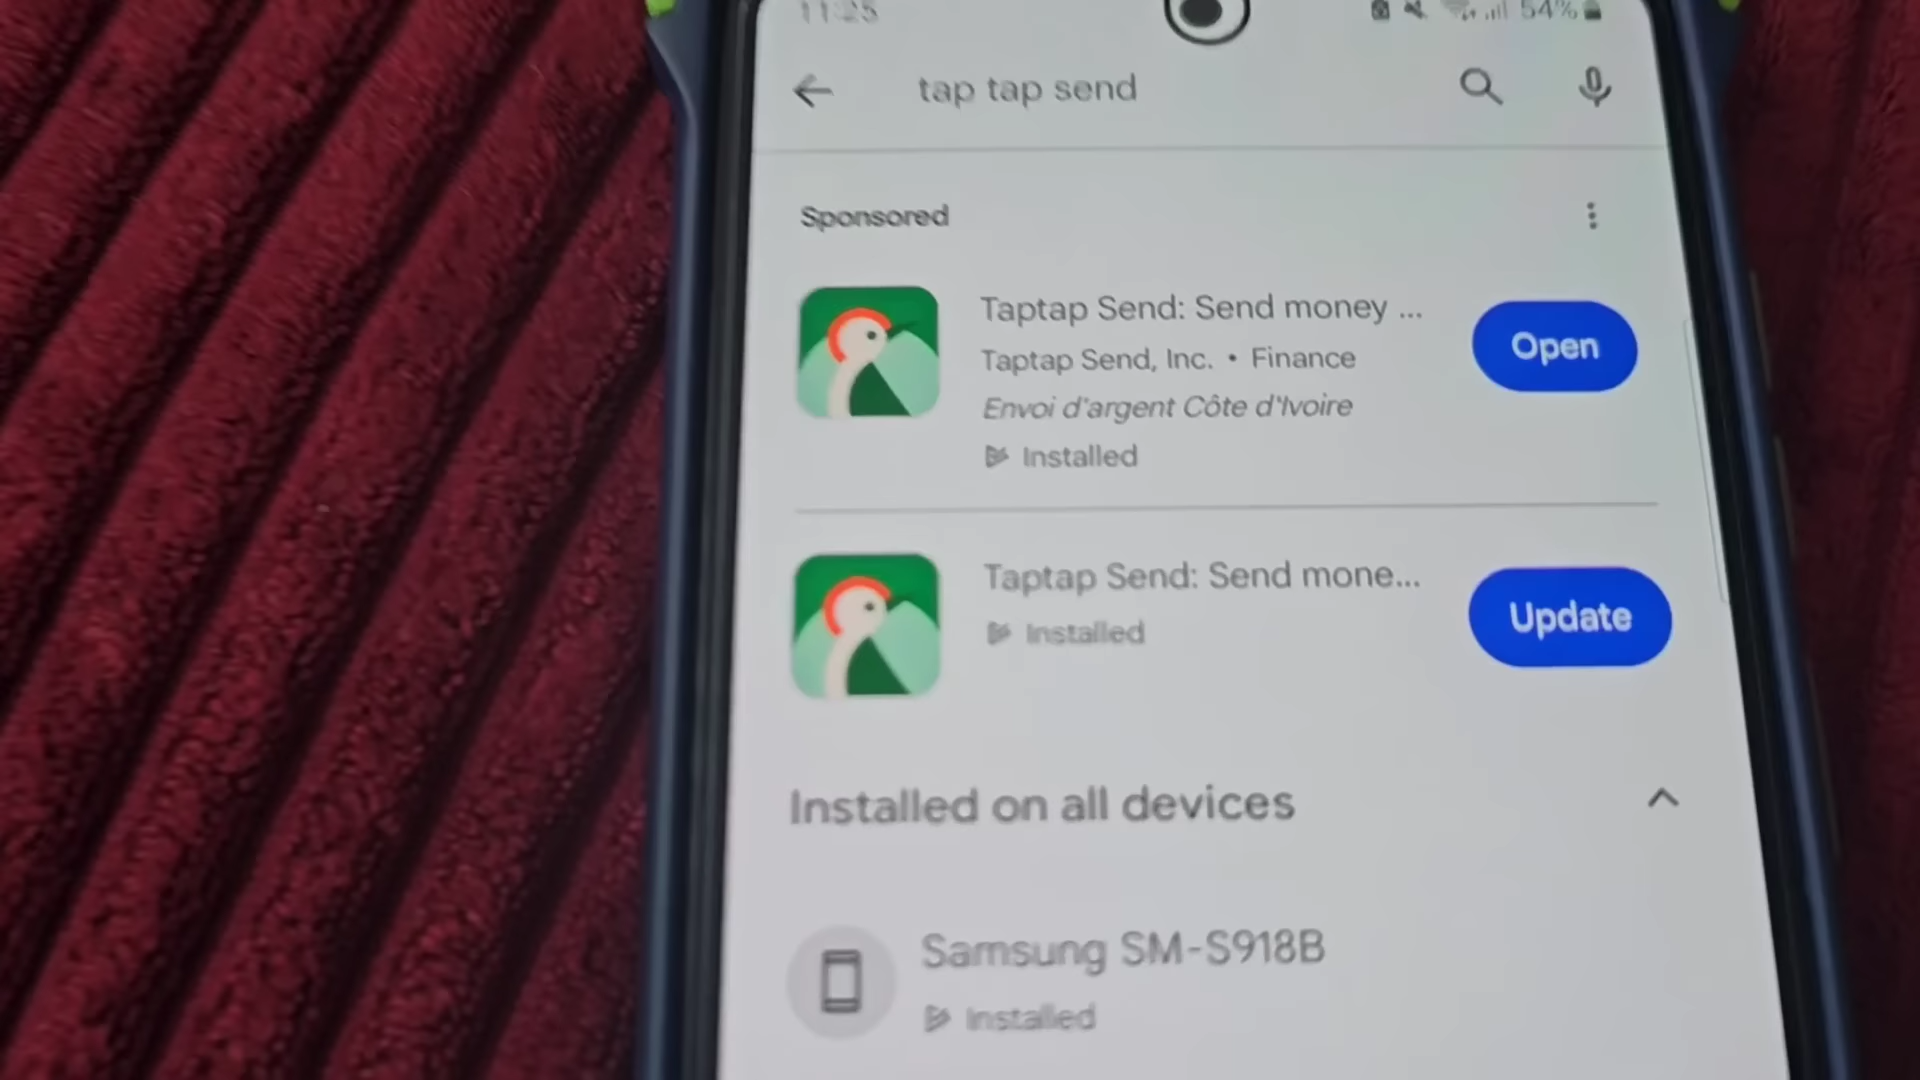 11:25
54%
tap tap send
Sponsored
Taptap Send: Send money ...
Taptap Send, Inc. • Finance
Envoi d'argent Côte d'Ivoire
Installed
Open
Taptap Send: Send mone...
Installed
Update
Installed on all devices
Samsung SM-S918B
Installed